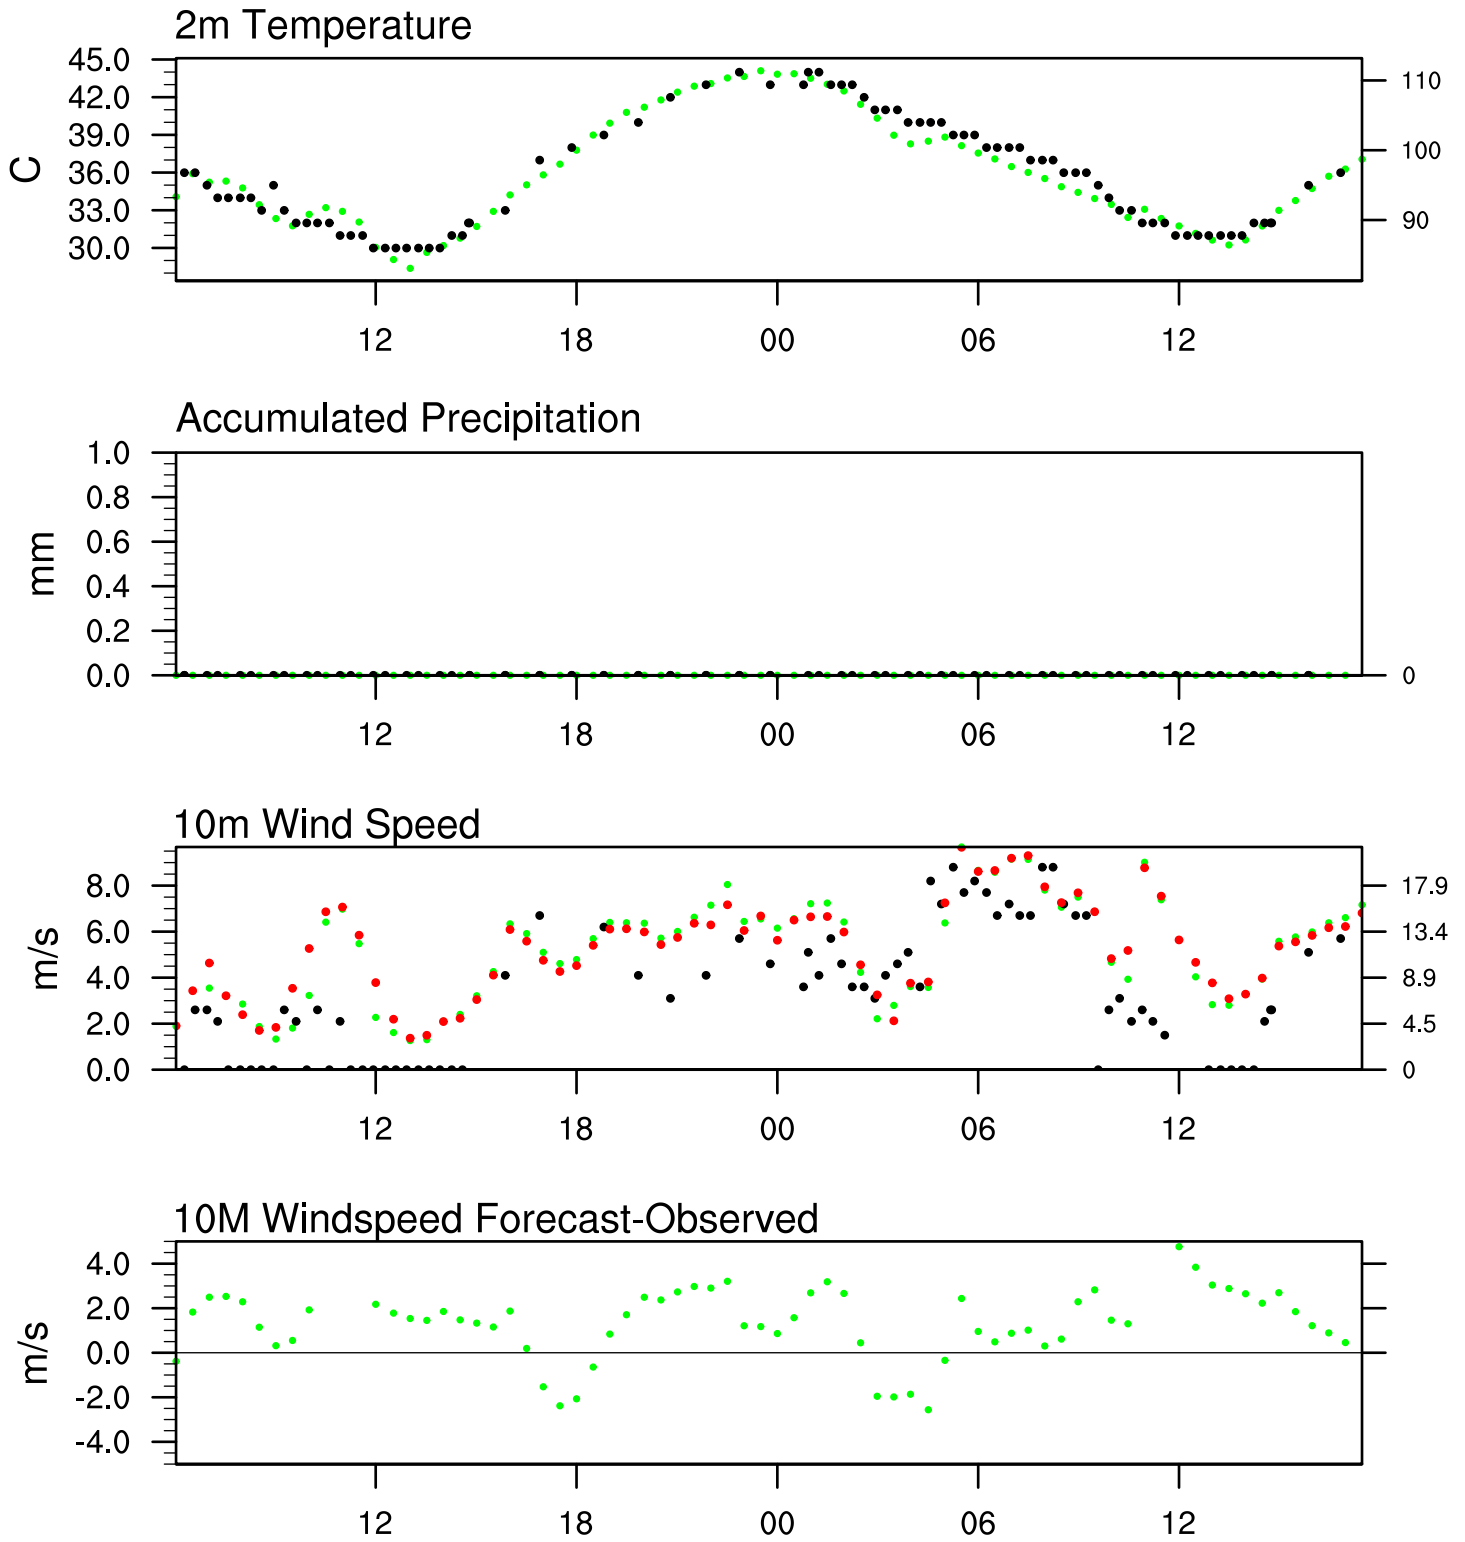 2m Temperature
45.0
42.0
39.0
36.0
33.0
30.0
C
110
100
90
12 18 00 06 12
Accumulated Precipitation
1.0
0.8
0.6
0.4
0.2
0.0
mm
0
12 18 00 06 12
10m Wind Speed
8.0
6.0
4.0
2.0
0.0
m/s
17.9
13.4
8.9
4.5
0
12 18 00 06 12
10M Windspeed Forecast-Observed
4.0
2.0
0.0
-2.0
-4.0
m/s
12 18 00 06 12